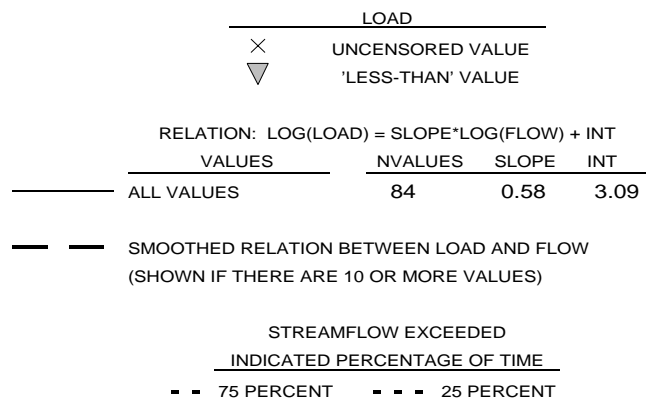 LOAD
UNCENSORED VALUE
'LESS-THAN' VALUE
RELATION: LOG(LOAD) = SLOPE*LOG(FLOW) + INT
VALUES NVALUES SLOPE INT
ALL VALUES 84 0.58 3.09
SMOOTHED RELATION BETWEEN LOAD AND FLOW
(SHOWN IF THERE ARE 10 OR MORE VALUES)
STREAMFLOW EXCEEDED
INDICATED PERCENTAGE OF TIME
75 PERCENT 25 PERCENT